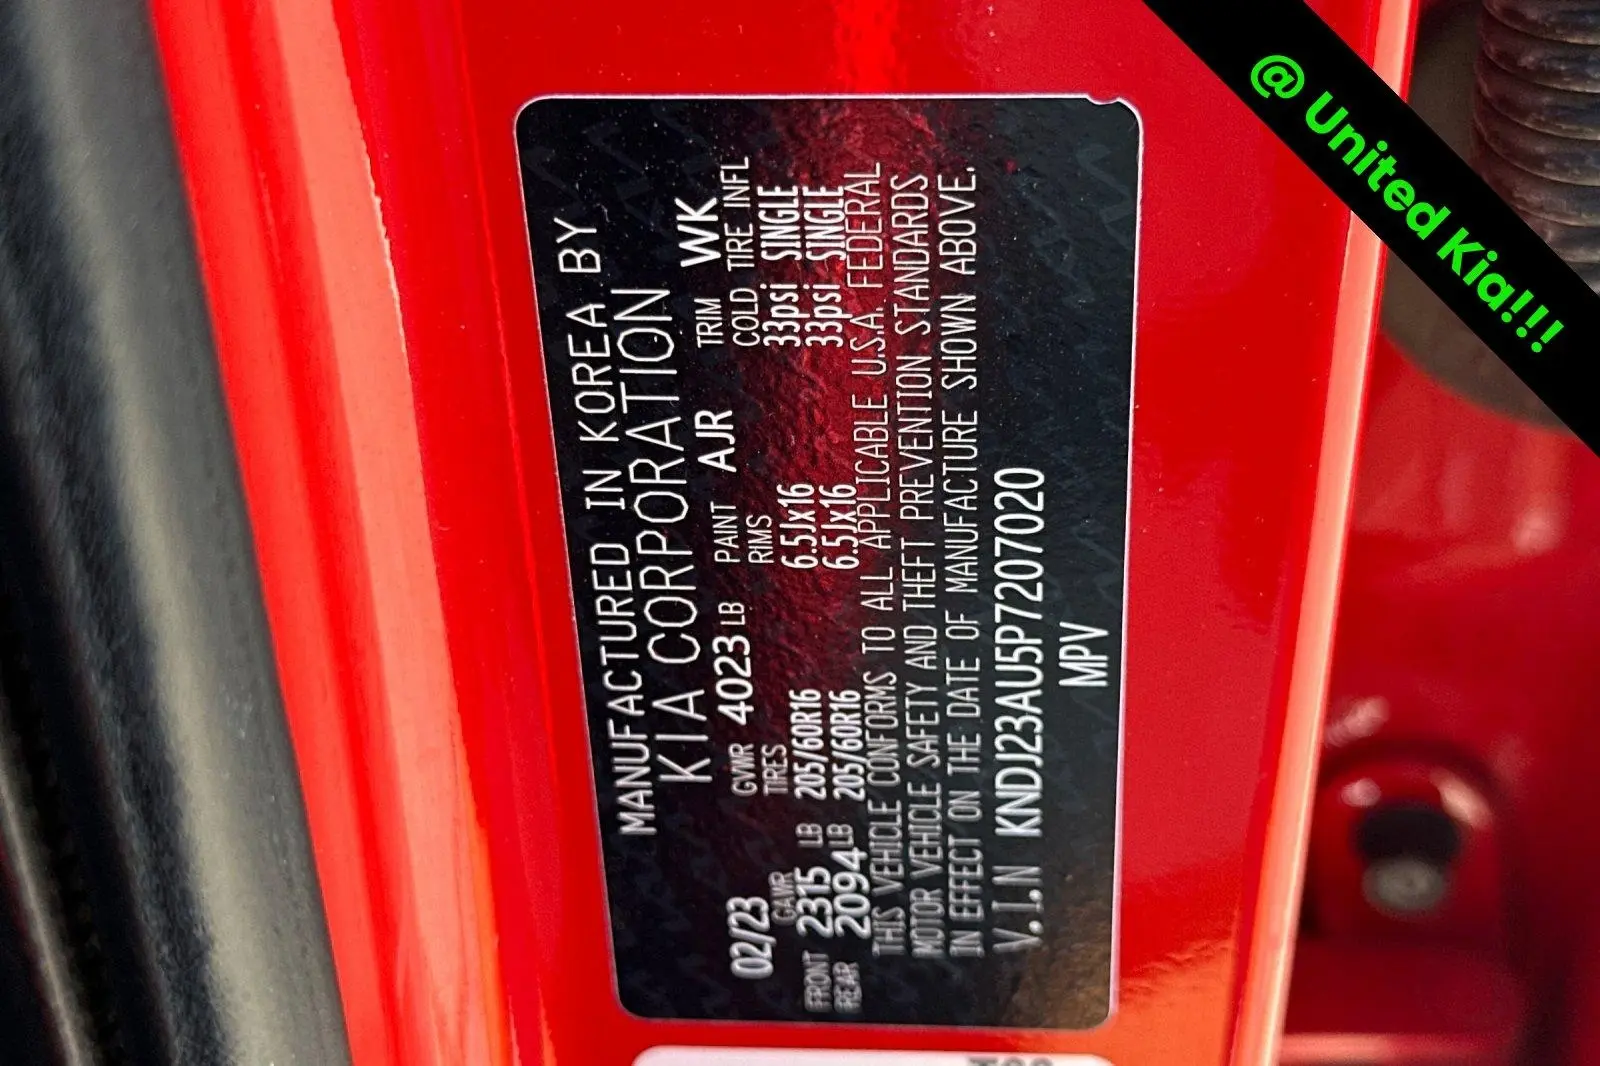 MANUFACTURED IN KOREA BY
KIA CORPORATION
02/23 GVWR 4023 LB PAINT AJR TRIM WK
GAWR TIRES RIMS COLD TIRE INFL
FRONT 2315 LB 205/60R16 6.5Jx16 33psi SINGLE
REAR 2094 LB 205/60R16 6.5Jx16 33psi SINGLE
THIS VEHICLE CONFORMS TO ALL APPLICABLE U.S.A. FEDERAL
MOTOR VEHICLE SAFETY AND THEFT PREVENTION STANDARDS
IN EFFECT ON THE DATE OF MANUFACTURE SHOWN ABOVE.
V.I.N KNDJ23AU5P7207020
MPV
@ United Kia!!!